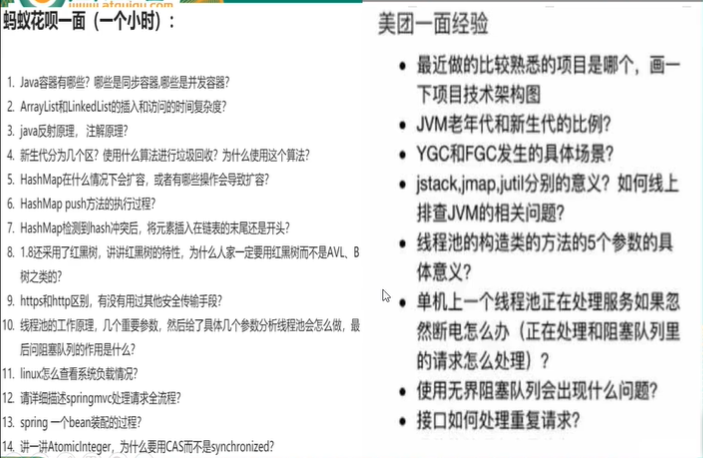 www.atguigu.com
蚂蚁花呗一面（一个小时）：
1. Java容器有哪些？哪些是同步容器,哪些是并发容器？
2. ArrayList和LinkedList的插入和访问的时间复杂度？
3. java反射原理，注解原理？
4. 新生代分为几个区？使用什么算法进行垃圾回收？为什么使用这个算法？
5. HashMap在什么情况下会扩容，或者有哪些操作会导致扩容？
6. HashMap push方法的执行过程？
7. HashMap检测到hash冲突后，将元素插入在链表的末尾还是开头？
8. 1.8还采用了红黑树，讲讲红黑树的特性，为什么人家一定要用红黑树而不是AVL、B
树之类的？
9. https和http区别，有没有用过其他安全传输手段？
10. 线程池的工作原理，几个重要参数，然后给了具体几个参数分析线程池会怎么做，最
后问阻塞队列的作用是什么？
11. linux怎么查看系统负载情况？
12. 请详细描述springmvc处理请求全流程？
13. spring 一个bean装配的过程？
14. 讲一讲AtomicInteger，为什么要用CAS而不是synchronized？
美团一面经验
• 最近做的比较熟悉的项目是哪个，画一
下项目技术架构图
• JVM老年代和新生代的比例？
• YGC和FGC发生的具体场景？
• jstack,jmap,jutil分别的意义？如何线上
排查JVM的相关问题？
• 线程池的构造类的方法的5个参数的具
体意义？
• 单机上一个线程池正在处理服务如果忽
然断电怎么办（正在处理和阻塞队列里
的请求怎么处理）？
• 使用无界阻塞队列会出现什么问题？
• 接口如何处理重复请求？